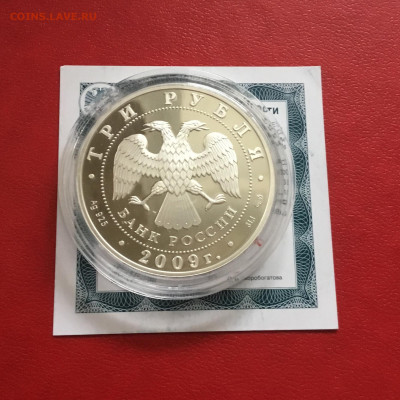 COINS.LAVE.RU
ТРИ РУБЛЯ
Ag 925
БАНК РОССИИ
2009г.